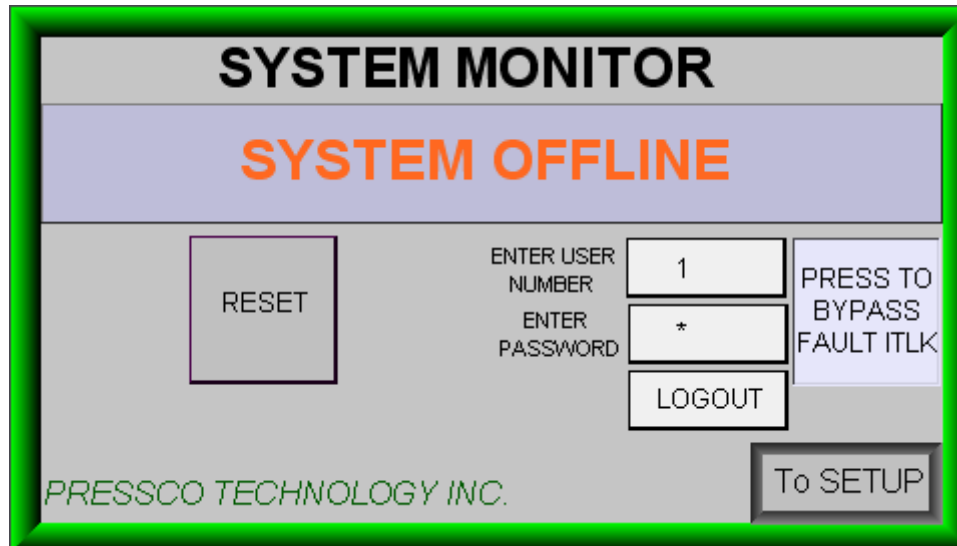 SYSTEM MONITOR
SYSTEM OFFLINE
RESET
ENTER USER
NUMBER
1
ENTER
PASSWORD
*
LOGOUT
PRESS TO
BYPASS
FAULT ITLK
PRESSCO TECHNOLOGY INC.
To SETUP